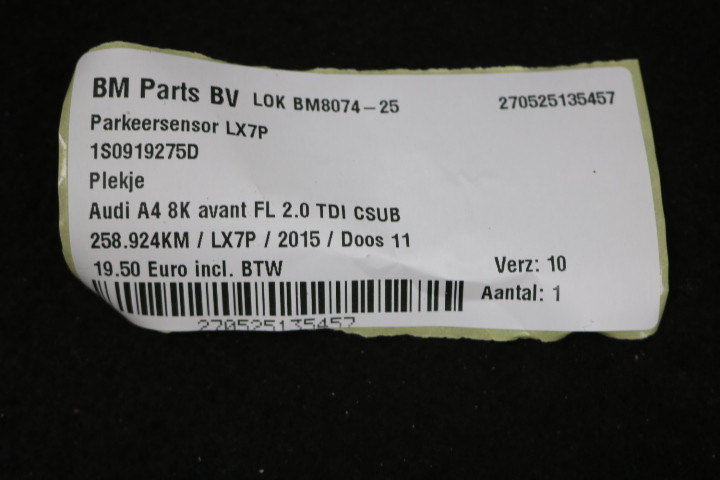 BM Parts BV LOK BM8074-25 270525135457
Parkeersensor LX7P
1S0919275D
Plekje
Audi A4 8K avant FL 2.0 TDI CSUB
258.924KM / LX7P / 2015 / Doos 11
19.50 Euro incl. BTW Verz: 10
Aantal: 1
270525135457